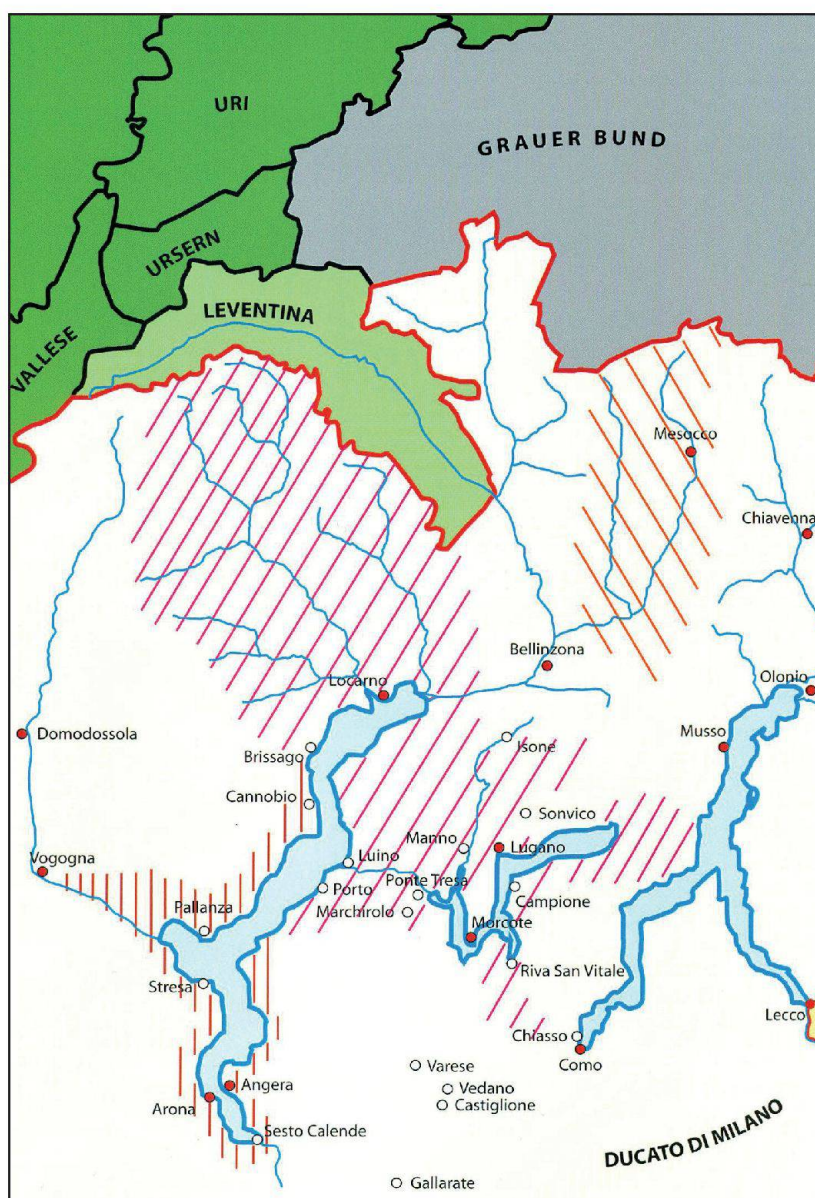 URI
GRAUER BUND
URSERN
LEVENTINA
VALLESE
Mesocco
Chiavenna
Bellinzona
Locarno
Olonio
Domodossola
Musso
Brissago
Isone
Cannobio
Sonvico
Manno
Lugano
Vogogna
Luino
Porto
Ponte Tresa
Campione
Pallanza
Marchirolo
Morcote
Riva San Vitale
Stresa
Lecco
Chiasso
Como
Varese
Angera
Vedano
Arona
Castiglione
Sesto Calende
DUCATO DI MILANO
Gallarate